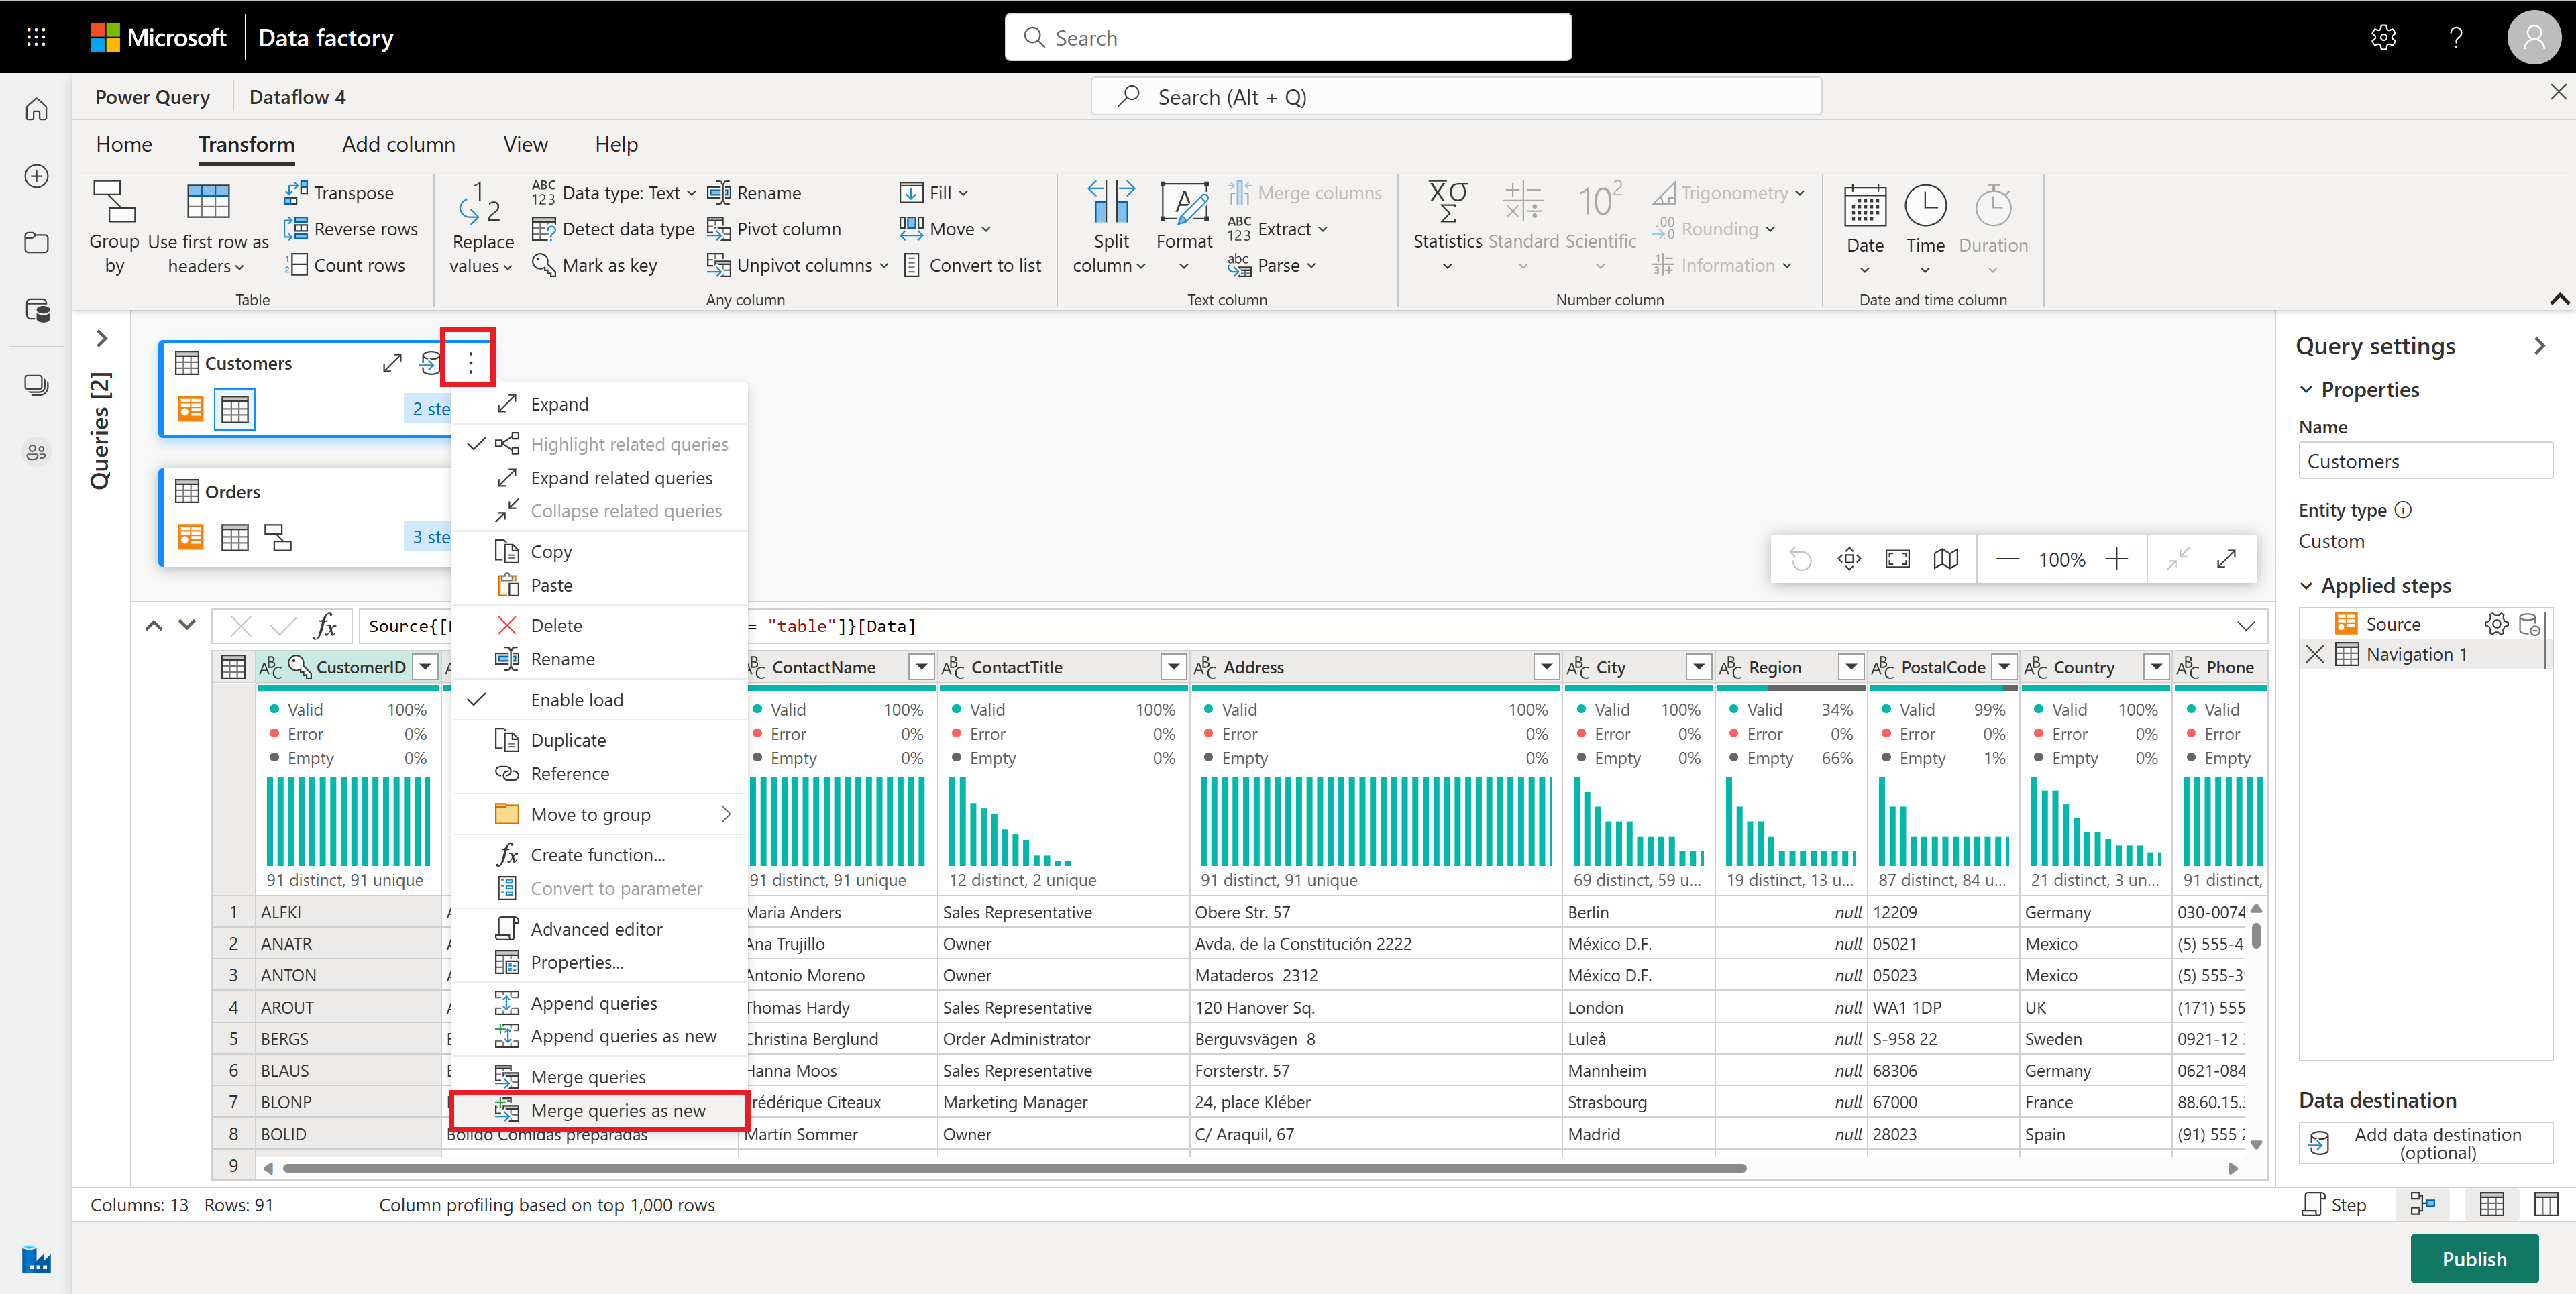 Microsoft Data factory
Search
Power Query Dataflow 4
Search (Alt + Q)
Home Transform Add column View Help
Group by
Use first row as headers
Transpose
Reverse rows
Count rows
Table
Replace values
Data type: Text
Detect data type
Mark as key
Rename
Pivot column
Unpivot columns
Fill
Move
Convert to list
Any column
Split column
Format
Merge columns
Extract
Parse
Text column
Statistics
Standard
Scientific
Trigonometry
Rounding
Information
Number column
Date
Time
Duration
Date and time column
Queries [2]
Customers
2 ste
Orders
3 ste
Expand
Highlight related queries
Expand related queries
Collapse related queries
Copy
Paste
Delete
Rename
Enable load
Duplicate
Reference
Move to group
Create function...
Convert to parameter
Advanced editor
Properties...
Append queries
Append queries as new
Merge queries
Merge queries as new
100%
Source{[ = "table"]}[Data]
CustomerID ContactName ContactTitle Address City Region PostalCode Country Phone
Valid 100% Valid 100% Valid 100% Valid 100% Valid 100% Valid 34% Valid 99% Valid 100% Valid
Error 0% Error 0% Error 0% Error 0% Error 0% Error 0% Error 0% Error 0% Error
Empty 0% Empty 0% Empty 0% Empty 0% Empty 0% Empty 66% Empty 1% Empty 0% Empty
91 distinct, 91 unique 91 distinct, 91 unique 12 distinct, 2 unique 91 distinct, 91 unique 69 distinct, 59 u... 19 distinct, 13 u... 87 distinct, 84 u... 21 distinct, 3 un... 91 distinct,
1 ALFKI A Maria Anders Sales Representative Obere Str. 57 Berlin null 12209 Germany 030-0074
2 ANATR A Ana Trujillo Owner Avda. de la Constitución 2222 México D.F. null 05021 Mexico (5) 555-4
3 ANTON A Antonio Moreno Owner Mataderos 2312 México D.F. null 05023 Mexico (5) 555-39
4 AROUT A Thomas Hardy Sales Representative 120 Hanover Sq. London null WA1 1DP UK (171) 555
5 BERGS B Christina Berglund Order Administrator Berguvsvägen 8 Luleå null S-958 22 Sweden 0921-12
6 BLAUS B Hanna Moos Sales Representative Forsterstr. 57 Mannheim null 68306 Germany 0621-084
7 BLONP Frédérique Citeaux Marketing Manager 24, place Kléber Strasbourg null 67000 France 88.60.15.
8 BOLID Bólido Comidas preparadas Martín Sommer Owner C/ Araquil, 67 Madrid null 28023 Spain (91) 555 2
9
Query settings
Properties
Name
Customers
Entity type
Custom
Applied steps
Source
Navigation 1
Data destination
Add data destination (optional)
Columns: 13 Rows: 91 Column profiling based on top 1,000 rows
Step
Publish